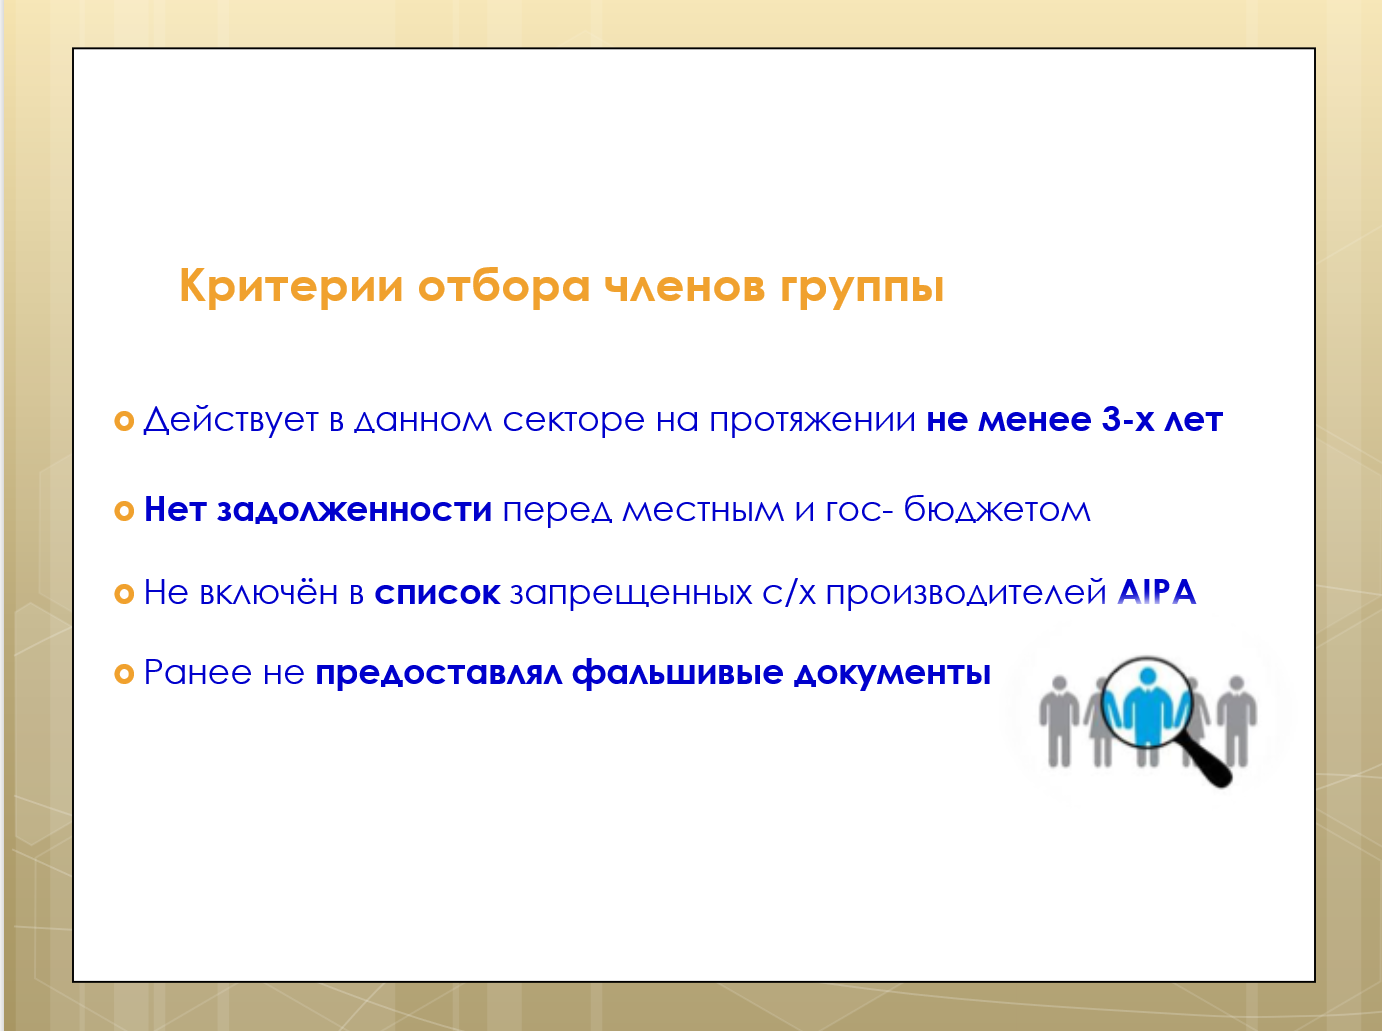 Критерии отбора членов группы
Действует в данном секторе на протяжении не менее 3-х лет
Нет задолженности перед местным и гос- бюджетом
Не включён в список запрещенных с/х производителей AIPA
Ранее не предоставлял фальшивые документы